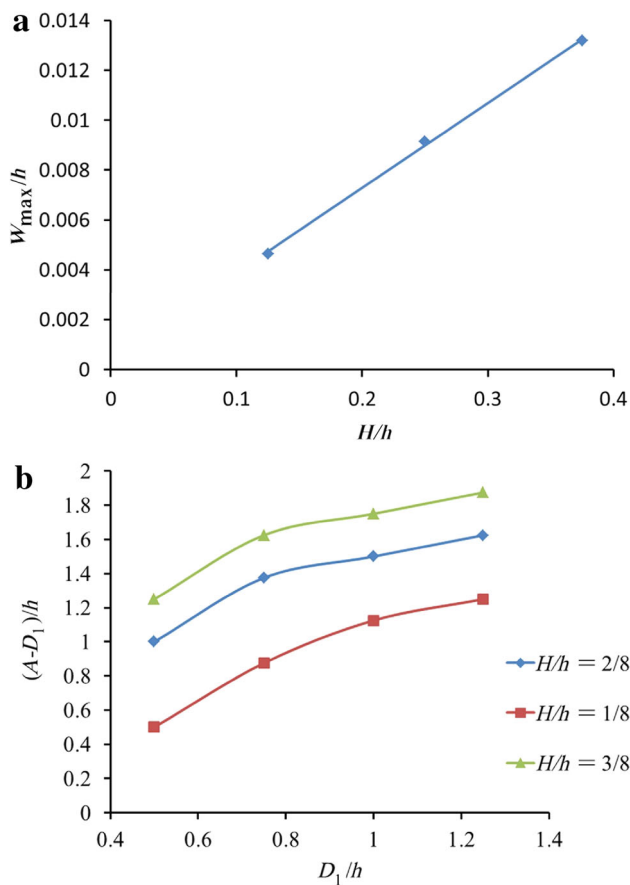 a
0.014
0.012
0.01
0.008
0.006
0.004
0.002
0
W_max/h
0 0.1 0.2 0.3 0.4
H/h
b
2
1.8
1.6
1.4
1.2
1
0.8
0.6
0.4
0.2
0
(A-D₁)/h
H/h = 2/8
H/h = 1/8
H/h = 3/8
0.4 0.6 0.8 1 1.2 1.4
D₁/h